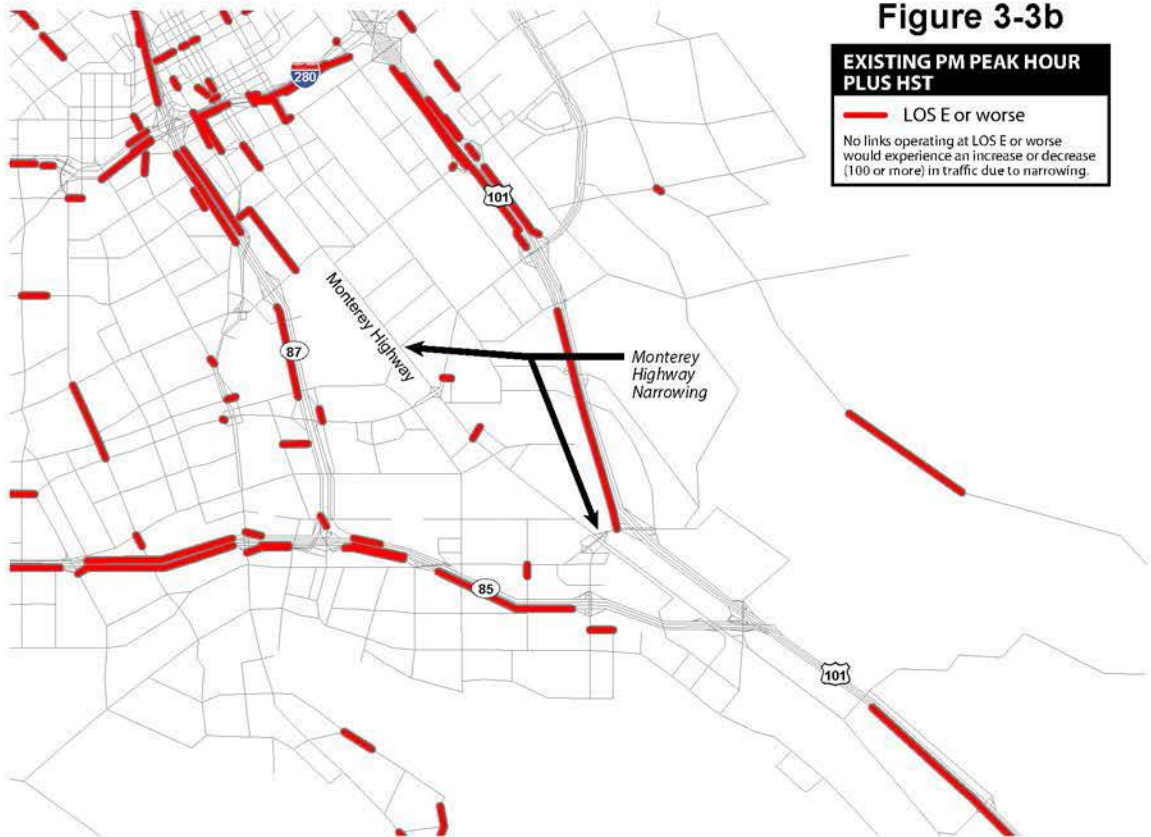 Figure 3-3b
EXISTING PM PEAK HOUR
PLUS HST
LOS E or worse
No links operating at LOS E or worse
would experience an increase or decrease
(100 or more) in traffic due to narrowing.
280
101
Monterey Highway
87
Monterey
Highway
Narrowing
85
101